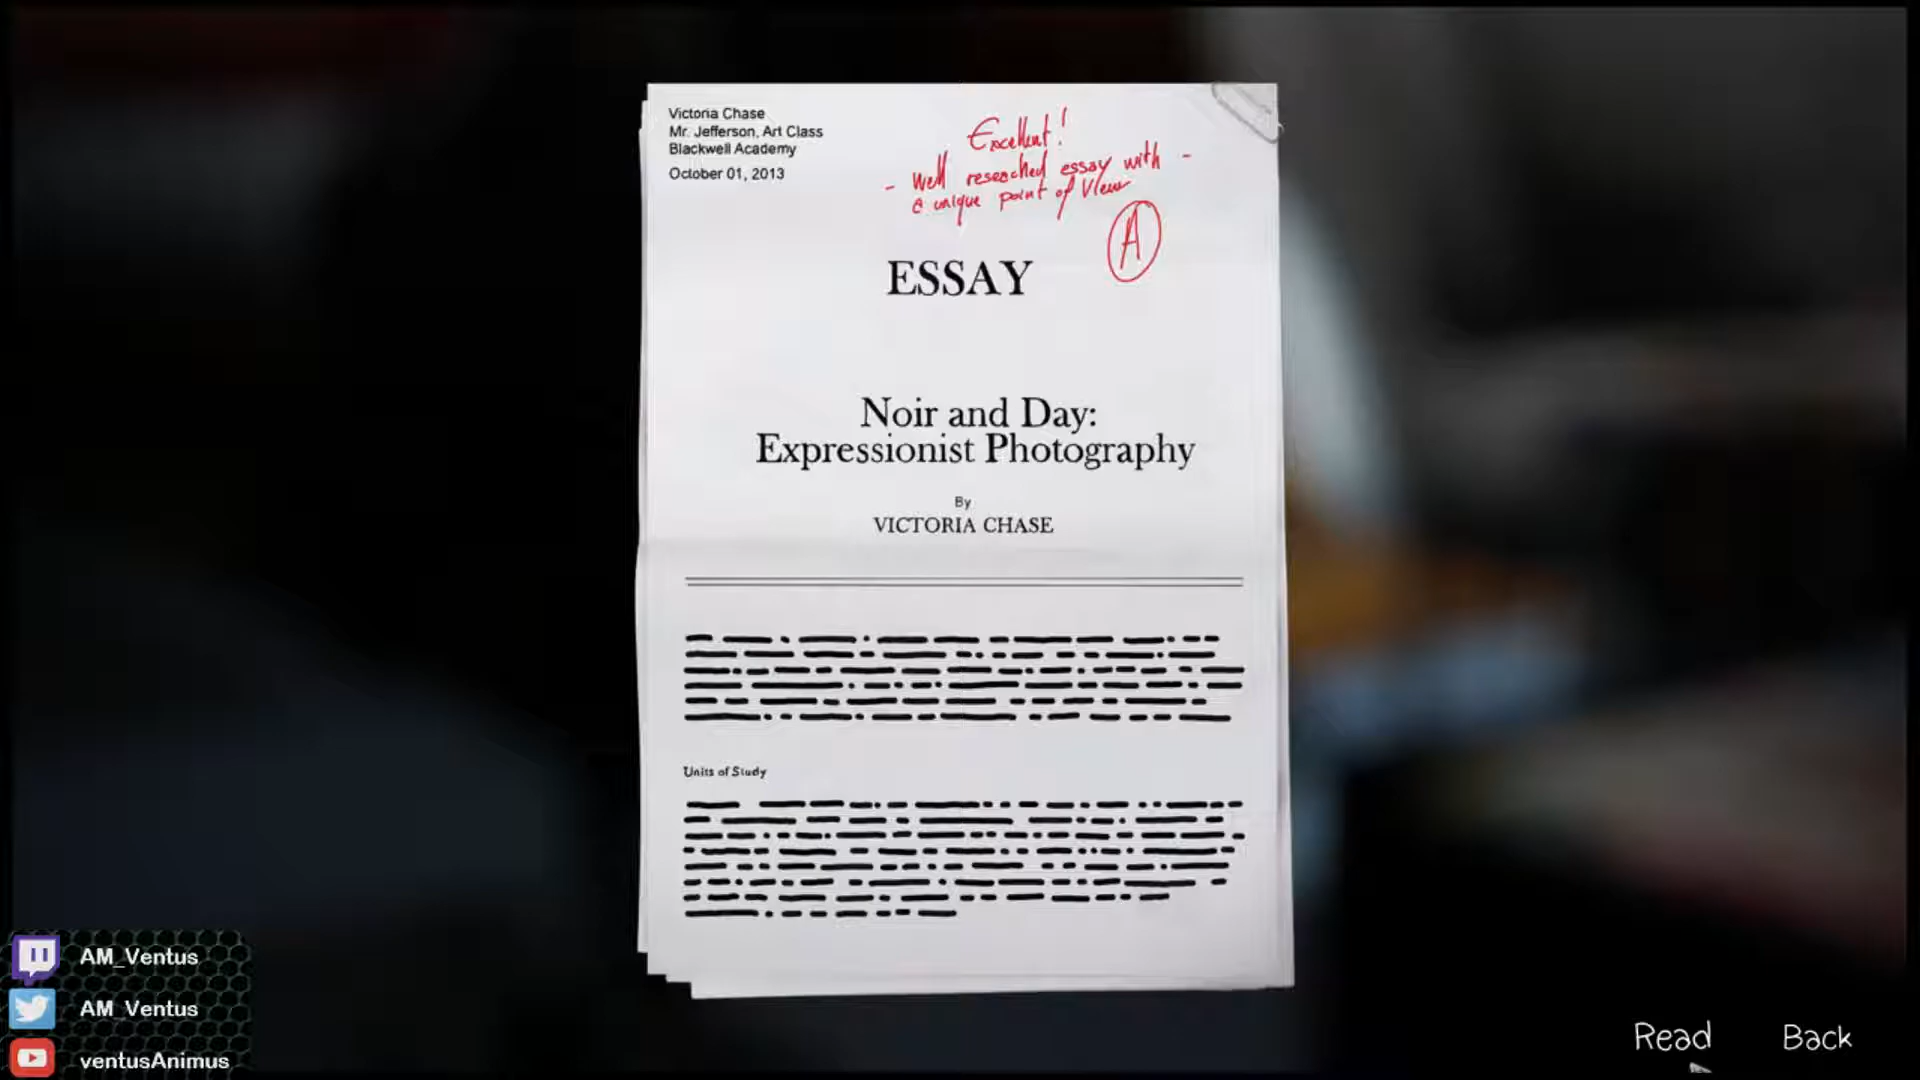 Victoria Chase
Mr. Jefferson, Art Class
Blackwell Academy
October 01, 2013
Excellent!
- Well reseached essay with -
a unique point of View
A
ESSAY
Noir and Day:
Expressionist Photography
By
VICTORIA CHASE
Units of Study
AM_Ventus
AM_Ventus
ventusAnimus
Read
Back